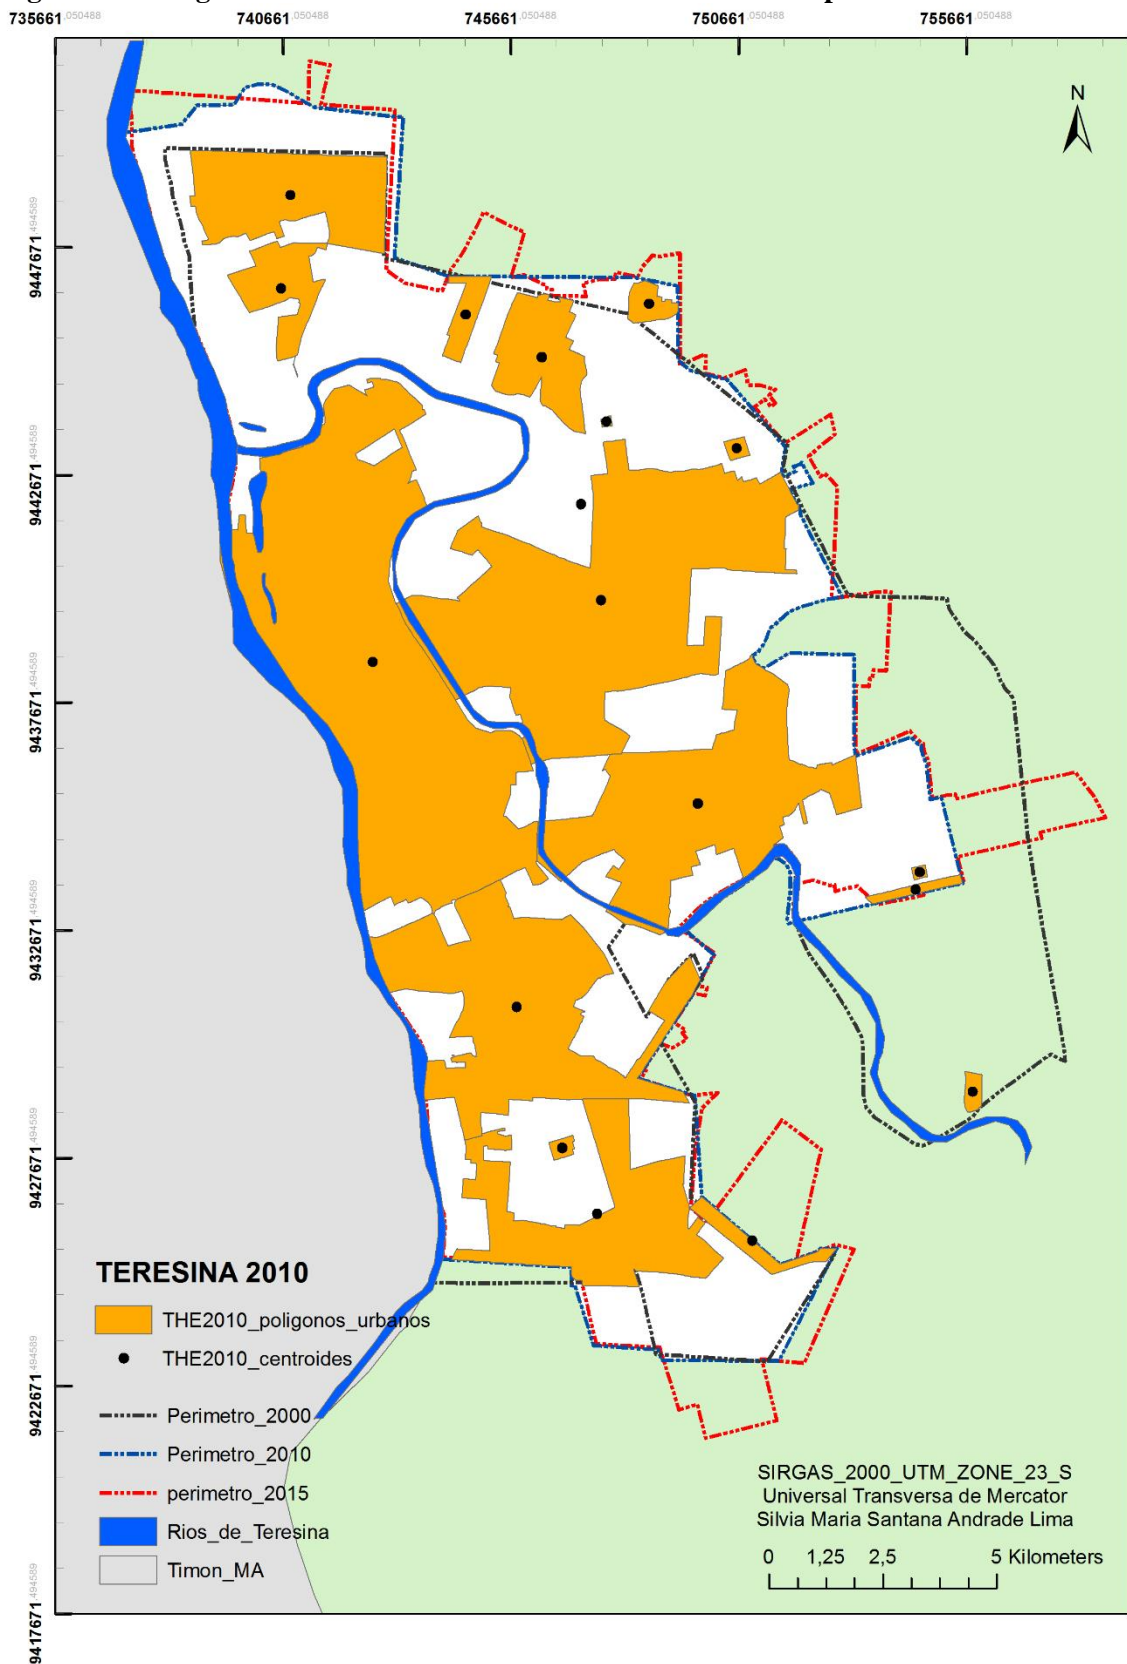 735661,050488 740661,050488 745661,050488 750661,050488 755661,050488
N
9447671,494589
9442671,494589
9437671,494589
9432671,494589
9427671,494589
9422671,494589
9417671,494589
TERESINA 2010
THE2010_poligonos_urbanos
THE2010_centroides
Perimetro_2000
Perimetro_2010
perimetro_2015
Rios_de_Teresina
Timon_MA
SIRGAS_2000_UTM_ZONE_23_S
Universal Transversa de Mercator
Silvia Maria Santana Andrade Lima
0 1,25 2,5 5 Kilometers